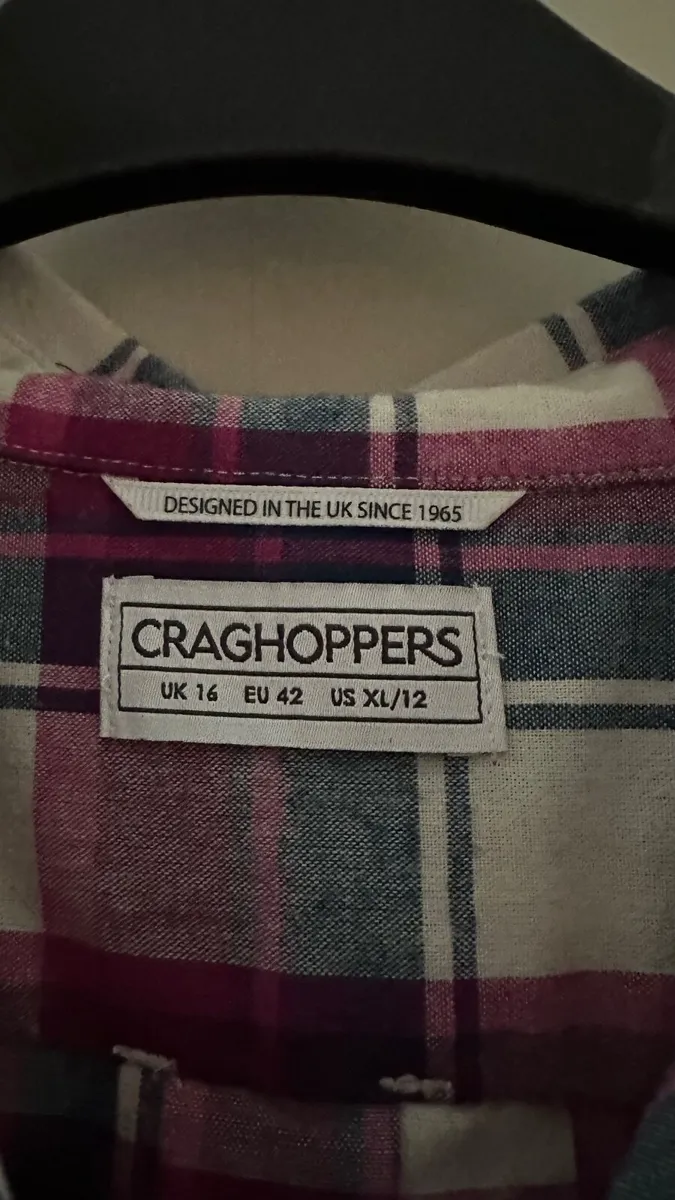 DESIGNED IN THE UK SINCE 1965
CRAGHOPPERS
UK 16 EU 42 US XL/12